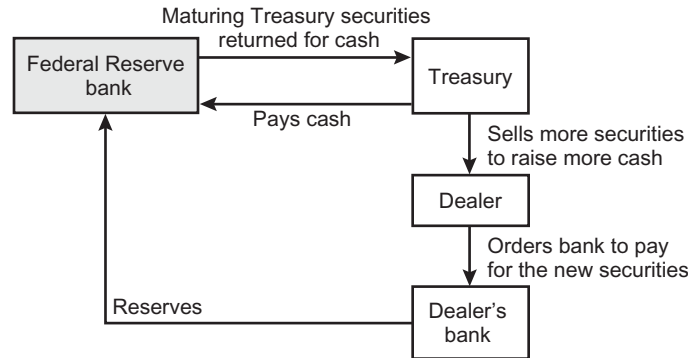 Maturing Treasury securities
returned for cash
Federal Reserve
bank
Treasury
Pays cash
Sells more securities
to raise more cash
Dealer
Orders bank to pay
for the new securities
Reserves
Dealer’s
bank